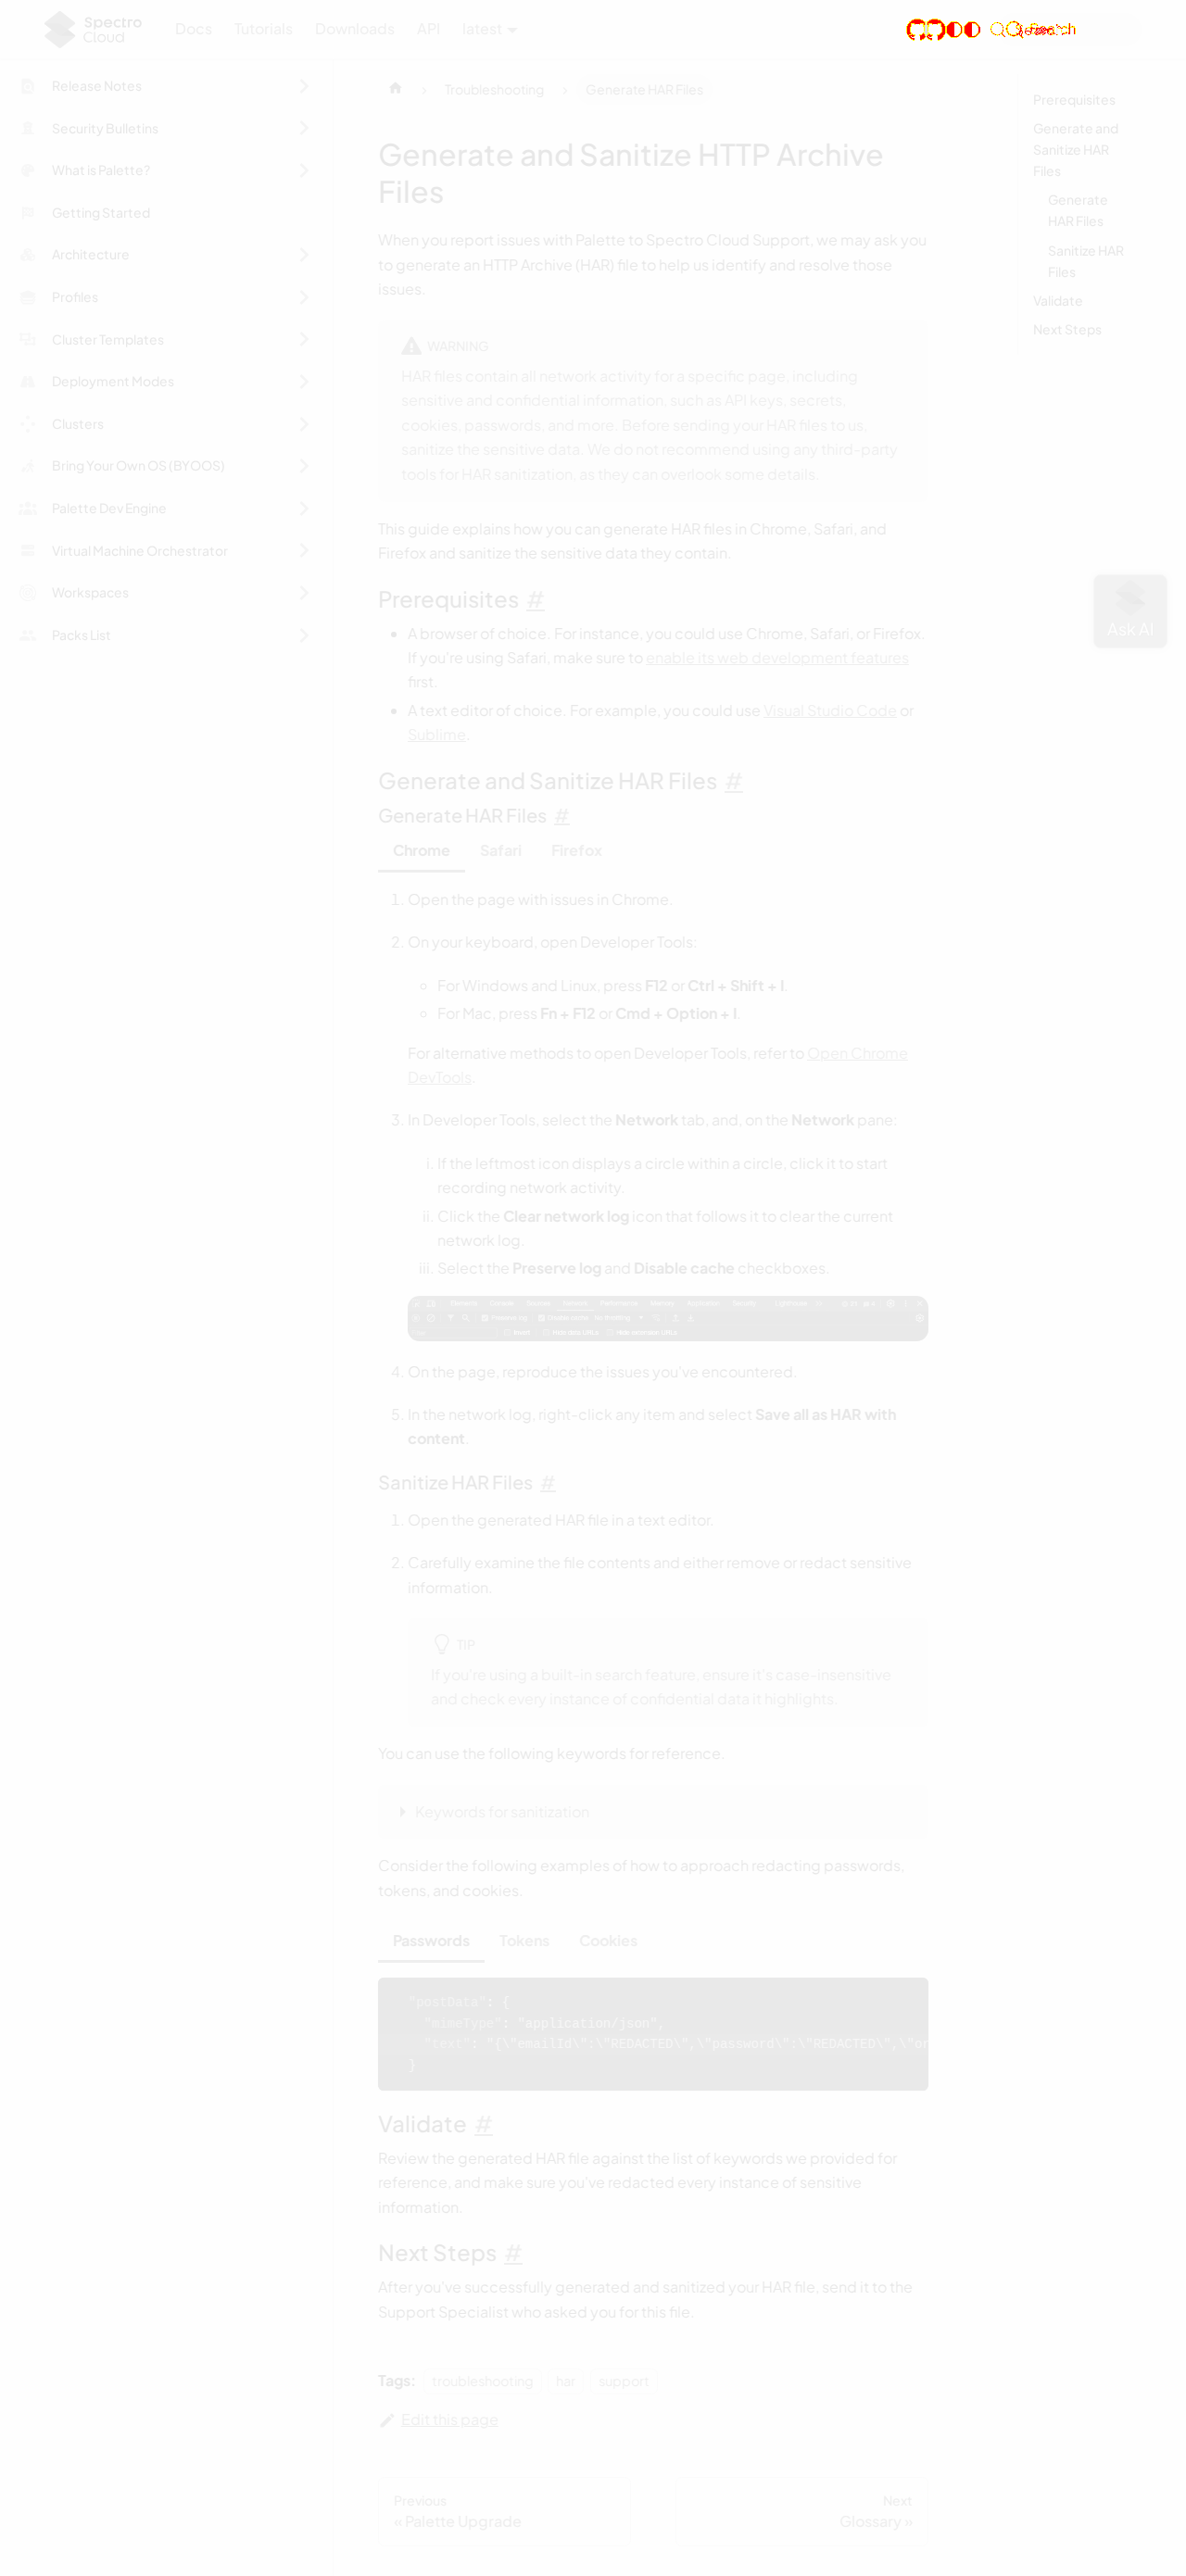 Spectro
Cloud
Docs
Tutorials
Downloads
API
latest
Release Notes
Security Bulletins
What is Palette?
Getting Started
Architecture
Profiles
Cluster Templates
Deployment Modes
Clusters
Bring Your Own OS (BYOOS)
Palette Dev Engine
Virtual Machine Orchestrator
Workspaces
Packs List
Troubleshooting
Generate HAR Files
Generate and Sanitize HTTP Archive
Files
When you report issues with Palette to Spectro Cloud Support, we may ask you
to generate an HTTP Archive (HAR) file to help us identify and resolve those
issues.
WARNING
HAR files contain all network activity for a specific page, including
sensitive and confidential information, such as API keys, secrets,
cookies, passwords, and more. Before sending your HAR files to us,
sanitize the sensitive data. We do not recommend using any third-party
tools for HAR sanitization, as they can overlook some details.
This guide explains how you can generate HAR files in Chrome, Safari, and
Firefox and sanitize the sensitive data they contain.
Prerequisites #
A browser of choice. For instance, you could use Chrome, Safari, or Firefox.
If you're using Safari, make sure to enable its web development features
first.
A text editor of choice. For example, you could use Visual Studio Code or
Sublime.
Generate and Sanitize HAR Files #
Generate HAR Files #
Chrome Safari Firefox
1. Open the page with issues in Chrome.
2. On your keyboard, open Developer Tools:
For Windows and Linux, press F12 or Ctrl + Shift + I.
For Mac, press Fn + F12 or Cmd + Option + I.
For alternative methods to open Developer Tools, refer to Open Chrome
DevTools.
3. In Developer Tools, select the Network tab, and, on the Network pane:
i. If the leftmost icon displays a circle within a circle, click it to start
recording network activity.
ii. Click the Clear network log icon that follows it to clear the current
network log.
iii. Select the Preserve log and Disable cache checkboxes.
4. On the page, reproduce the issues you've encountered.
5. In the network log, right-click any item and select Save all as HAR with
content.
Sanitize HAR Files #
1. Open the generated HAR file in a text editor.
2. Carefully examine the file contents and either remove or redact sensitive
information.
TIP
If you're using a built-in search feature, ensure it's case-insensitive
and check every instance of confidential data it highlights.
You can use the following keywords for reference.
Keywords for sanitization
Consider the following examples of how to approach redacting passwords,
tokens, and cookies.
Passwords Tokens Cookies
"postData": {
"mimeType": "application/json",
"text": "{\"emailId\":\"REDACTED\",\"password\":\"REDACTED\",\"or
}
Validate #
Review the generated HAR file against the list of keywords we provided for
reference, and make sure you've redacted every instance of sensitive
information.
Next Steps #
After you've successfully generated and sanitized your HAR file, send it to the
Support Specialist who asked you for this file.
Tags: troubleshooting har support
Edit this page
Previous
« Palette Upgrade
Next
Glossary »
Prerequisites
Generate and
Sanitize HAR
Files
Generate
HAR Files
Sanitize HAR
Files
Validate
Next Steps
Ask AI